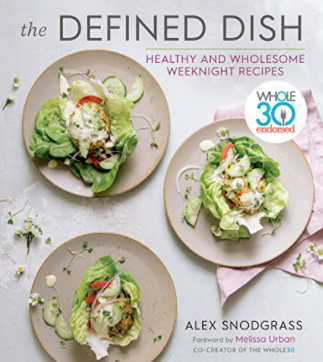 the DEFINED DISH
HEALTHY AND WHOLESOME
WEEKNIGHT RECIPES
WHOLE
30
endorsed
ALEX SNODGRASS
Foreword by Melissa Urban
CO-CREATOR OF THE WHOLE30